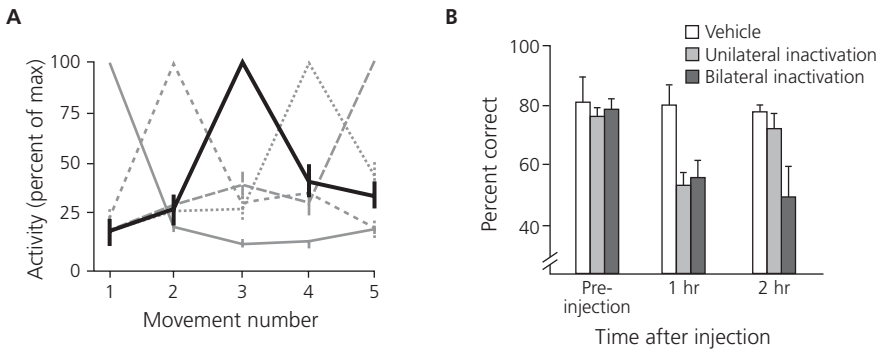 A
Activity (percent of max)
100
75
50
25
0
1 2 3 4 5
Movement number
B
Vehicle
Unilateral inactivation
Bilateral inactivation
Percent correct
100
80
60
40
Pre-
injection
1 hr
2 hr
Time after injection